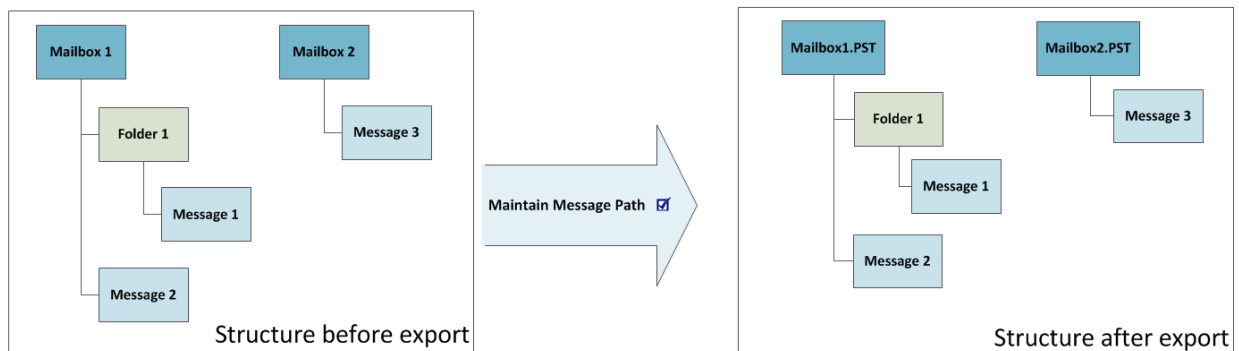 Mailbox 1
Mailbox 2
Folder 1
Message 3
Message 1
Message 2
Structure before export
Maintain Message Path
Mailbox1.PST
Mailbox2.PST
Folder 1
Message 3
Message 1
Message 2
Structure after export